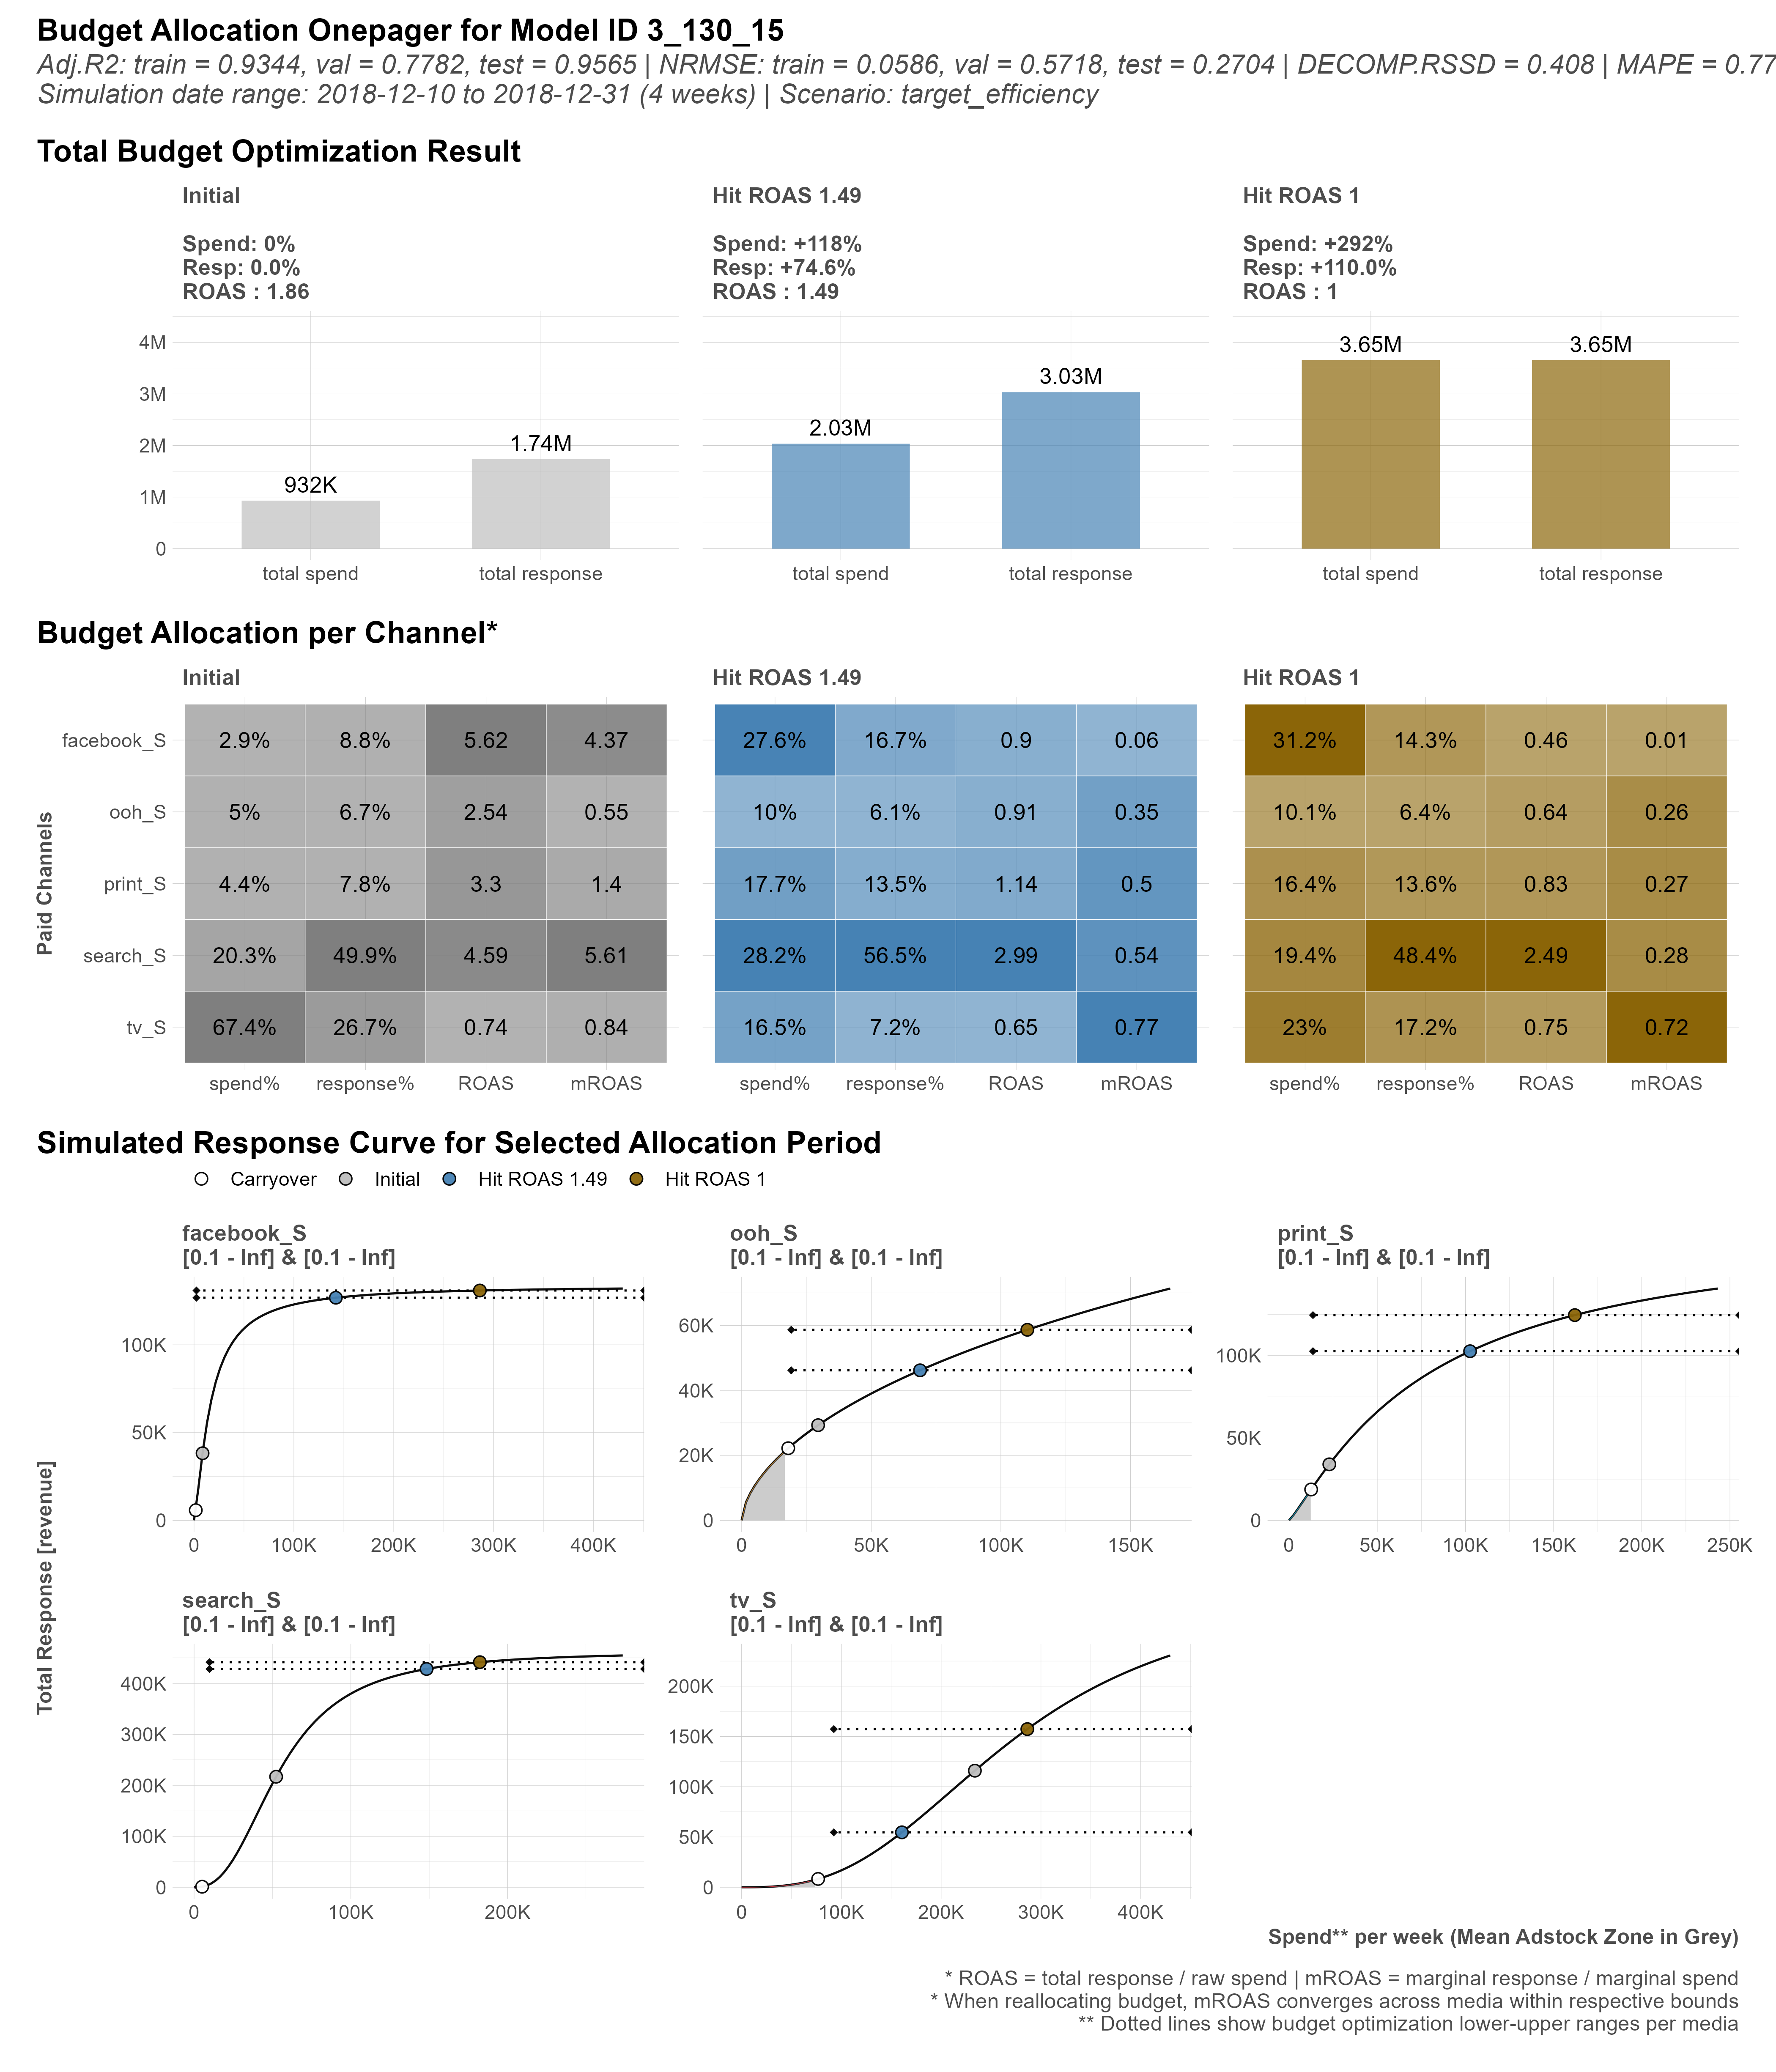 Budget Allocation Onepager for Model ID 3_130_15
Adj.R2: train = 0.9344, val = 0.7782, test = 0.9565 | NRMSE: train = 0.0586, val = 0.5718, test = 0.2704 | DECOMP.RSSD = 0.408 | MAPE = 0.77
Simulation date range: 2018-12-10 to 2018-12-31 (4 weeks) | Scenario: target_efficiency
Total Budget Optimization Result
Initial
Spend: 0%
Resp: 0.0%
ROAS : 1.86
Hit ROAS 1.49
Spend: +118%
Resp: +74.6%
ROAS : 1.49
Hit ROAS 1
Spend: +292%
Resp: +110.0%
ROAS : 1
4M
3M
2M
1M
0
932K
1.74M
2.03M
3.03M
3.65M
3.65M
total spend total response total spend total response total spend total response
Budget Allocation per Channel*
Initial Hit ROAS 1.49 Hit ROAS 1
Paid Channels
facebook_S 2.9% 8.8% 5.62 4.37 27.6% 16.7% 0.9 0.06 31.2% 14.3% 0.46 0.01
ooh_S 5% 6.7% 2.54 0.55 10% 6.1% 0.91 0.35 10.1% 6.4% 0.64 0.26
print_S 4.4% 7.8% 3.3 1.4 17.7% 13.5% 1.14 0.5 16.4% 13.6% 0.83 0.27
search_S 20.3% 49.9% 4.59 5.61 28.2% 56.5% 2.99 0.54 19.4% 48.4% 2.49 0.28
tv_S 67.4% 26.7% 0.74 0.84 16.5% 7.2% 0.65 0.77 23% 17.2% 0.75 0.72
spend% response% ROAS mROAS spend% response% ROAS mROAS spend% response% ROAS mROAS
Simulated Response Curve for Selected Allocation Period
Carryover Initial Hit ROAS 1.49 Hit ROAS 1
Total Response [revenue]
facebook_S
[0.1 - Inf] & [0.1 - Inf]
100K
50K
0
0 100K 200K 300K 400K
ooh_S
[0.1 - Inf] & [0.1 - Inf]
60K
40K
20K
0
0 50K 100K 150K
print_S
[0.1 - Inf] & [0.1 - Inf]
100K
50K
0
0 50K 100K 150K 200K 250K
search_S
[0.1 - Inf] & [0.1 - Inf]
400K
300K
200K
100K
0
0 100K 200K
tv_S
[0.1 - Inf] & [0.1 - Inf]
200K
150K
100K
50K
0
0 100K 200K 300K 400K
Spend** per week (Mean Adstock Zone in Grey)
* ROAS = total response / raw spend | mROAS = marginal response / marginal spend
* When reallocating budget, mROAS converges across media within respective bounds
** Dotted lines show budget optimization lower-upper ranges per media